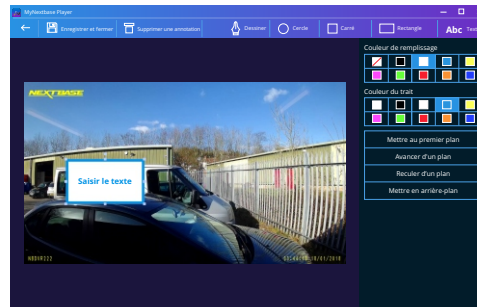 MyNextbase Player
Enregistrer et fermer
Supprimer une annotation
Dessiner
Cercle
Carré
Rectangle
Abc Text
Couleur de remplissage
NEXTBASE
Couleur du trait
Mettre au premier plan
Avancer d'un plan
Reculer d'un plan
Mettre en arrière-plan
Saisir le texte